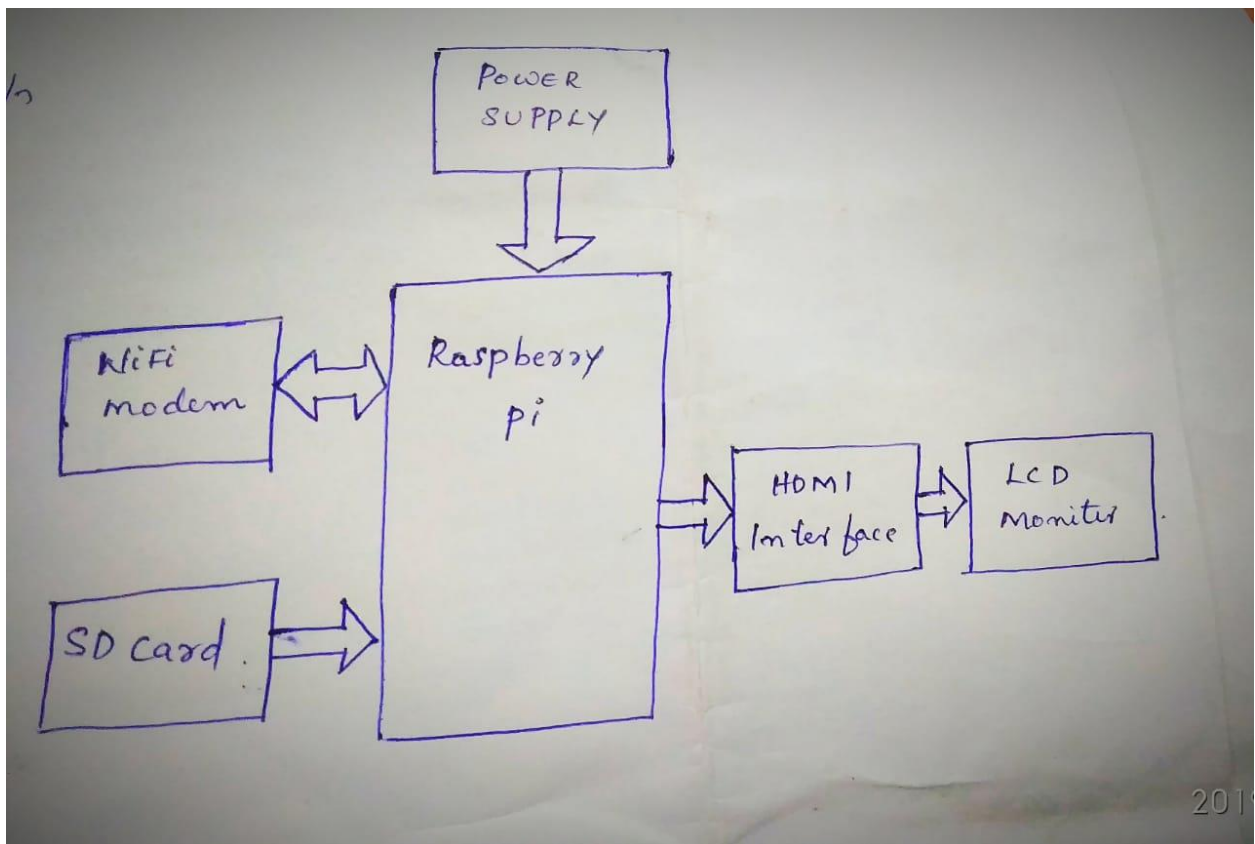 POWER
SUPPLY
WiFi
modem
Raspberry
pi
HDMI
Interface
LCD
Moniter
SD Card.